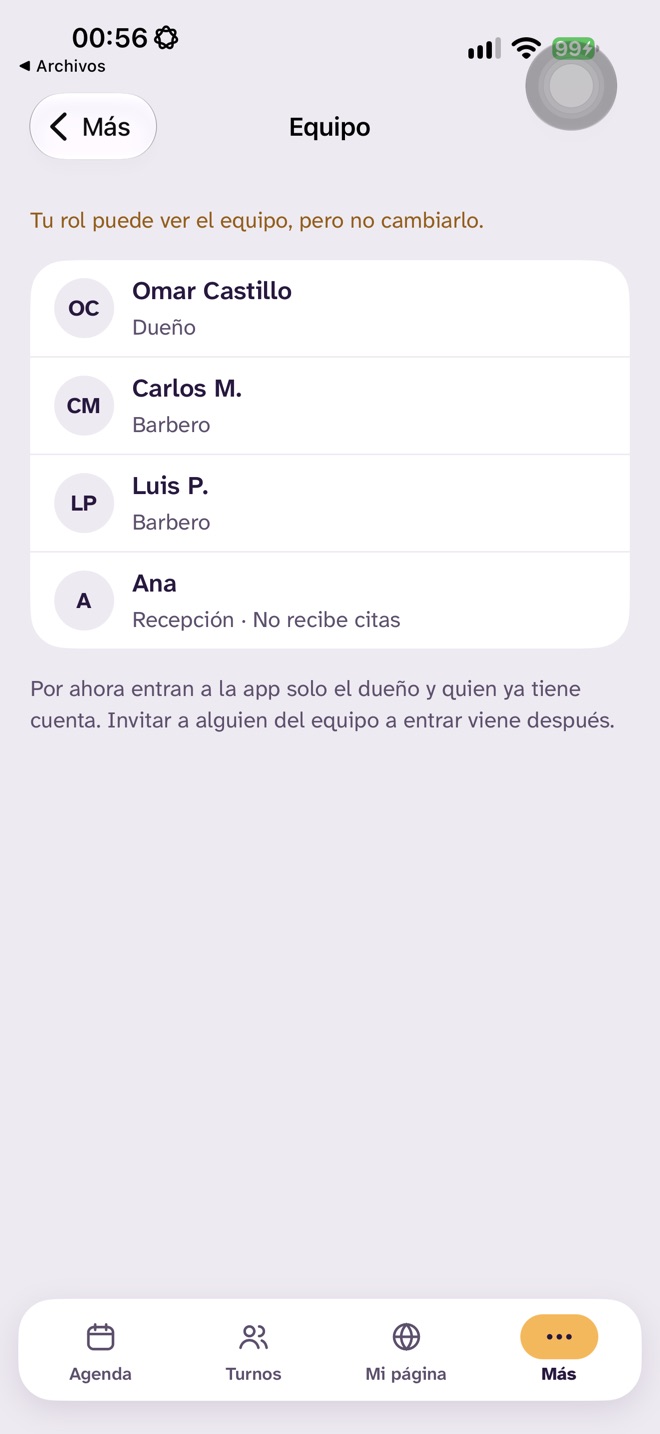 00:56
◀ Archivos
99
Más
Equipo
Tu rol puede ver el equipo, pero no cambiarlo.
OC
Omar Castillo
Dueño
CM
Carlos M.
Barbero
LP
Luis P.
Barbero
A
Ana
Recepción · No recibe citas
Por ahora entran a la app solo el dueño y quien ya tiene
cuenta. Invitar a alguien del equipo a entrar viene después.
Agenda
Turnos
Mi página
Más